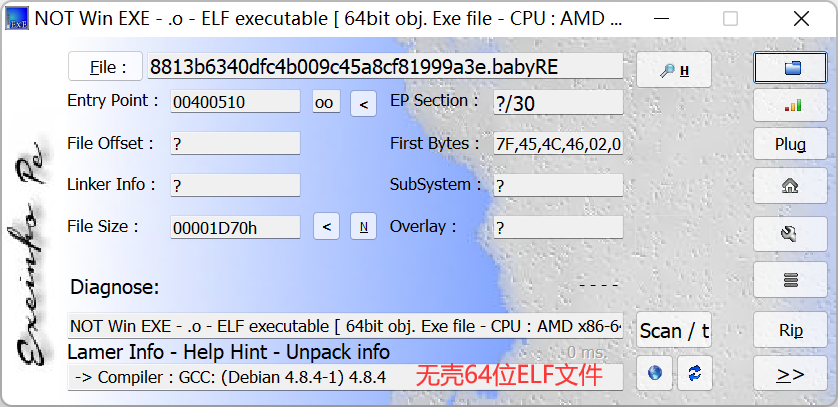 NOT Win EXE - .o - ELF executable [ 64bit obj. Exe file - CPU : AMD ...
File :
8813b6340dfc4b009c45a8cf81999a3e.babyRE
H
Entry Point :
00400510
oo
<
EP Section :
?/30
File Offset :
?
First Bytes :
7F,45,4C,46,02,0
Plug
Linker Info :
?
SubSystem :
?
File Size :
00001D70h
<
N
Overlay :
?
Diagnose:
- - - -
NOT Win EXE - .o - ELF executable [ 64bit obj. Exe file - CPU : AMD x86-64
Scan / t
Rip
Lamer Info - Help Hint - Unpack info
0 ms.
-> Compiler : GCC: (Debian 4.8.4-1) 4.8.4
无壳64位ELF文件
>>
Exeinfo Pe